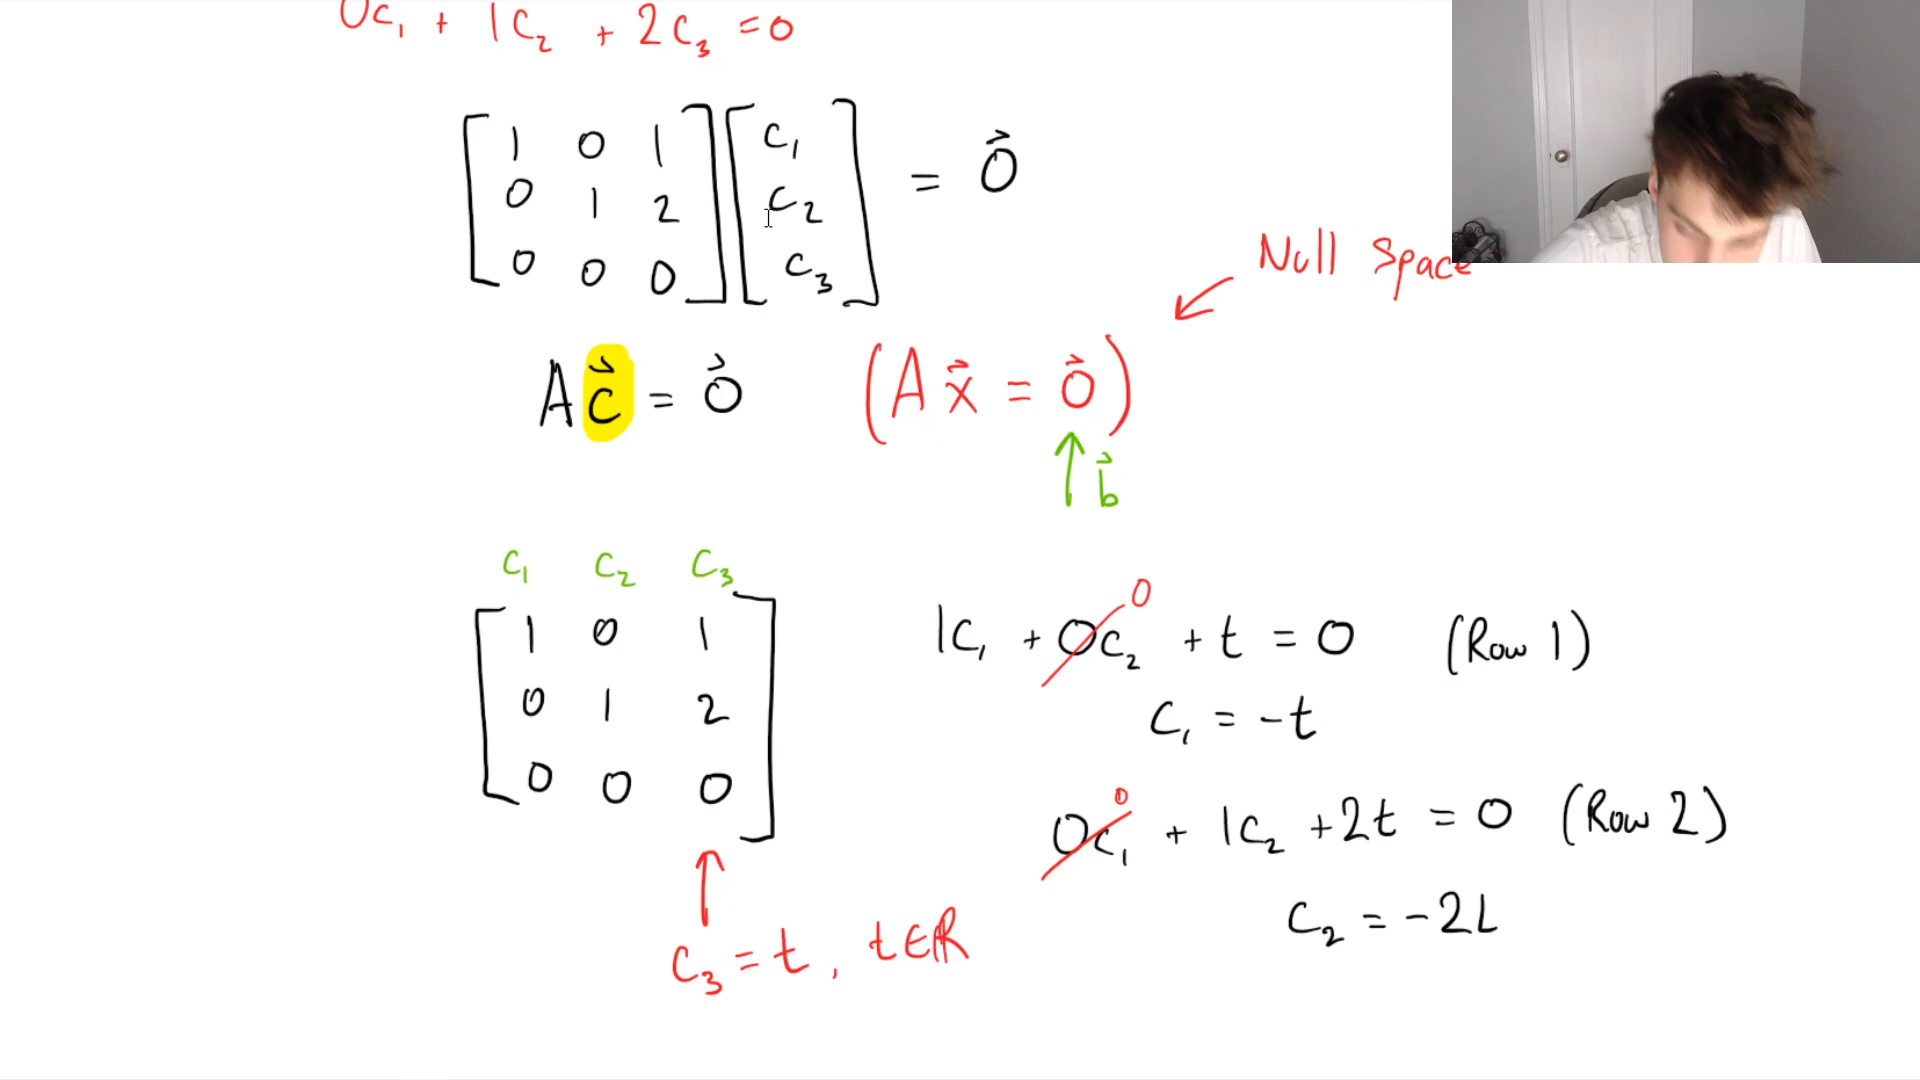 0c₁ + 1c₂ + 2c₃ = 0
[1 0 1] [c₁]
[0 1 2] [c₂] = 0⃗
[0 0 0] [c₃]
Null Space
Ac⃗ = 0⃗ (Ax⃗ = 0⃗)
↑ b⃗
c₁ c₂ c₃
[1 0 1]
[0 1 2]
[0 0 0]
c₃ = t, t∈ℝ
1c₁ + 0c₂ 0 + t = 0 (Row 1)
c₁ = -t
0c₁ 0 + 1c₂ + 2t = 0 (Row 2)
c₂ = -2L